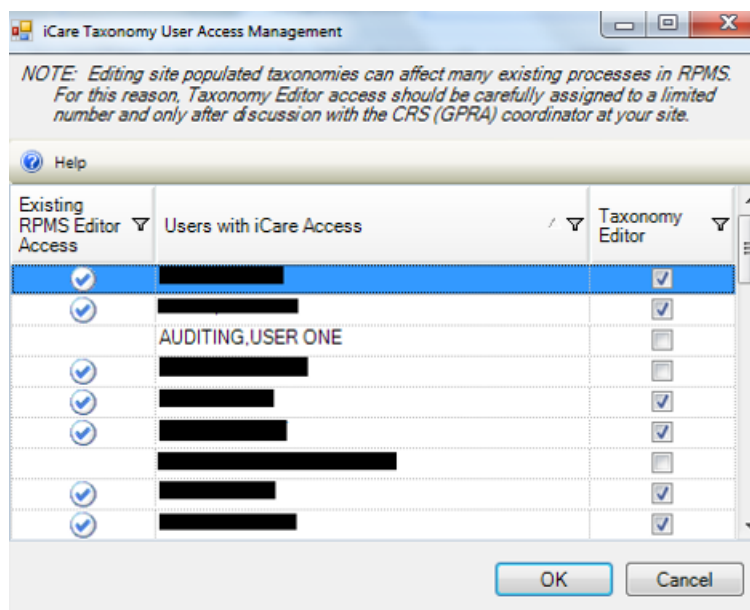 iCare Taxonomy User Access Management
NOTE: Editing site populated taxonomies can affect many existing processes in RPMS.
For this reason, Taxonomy Editor access should be carefully assigned to a limited
number and only after discussion with the CRS (GPRA) coordinator at your site.
Help
Existing
RPMS Editor
Access
Users with iCare Access
Taxonomy
Editor
AUDITING,USER ONE
OK
Cancel